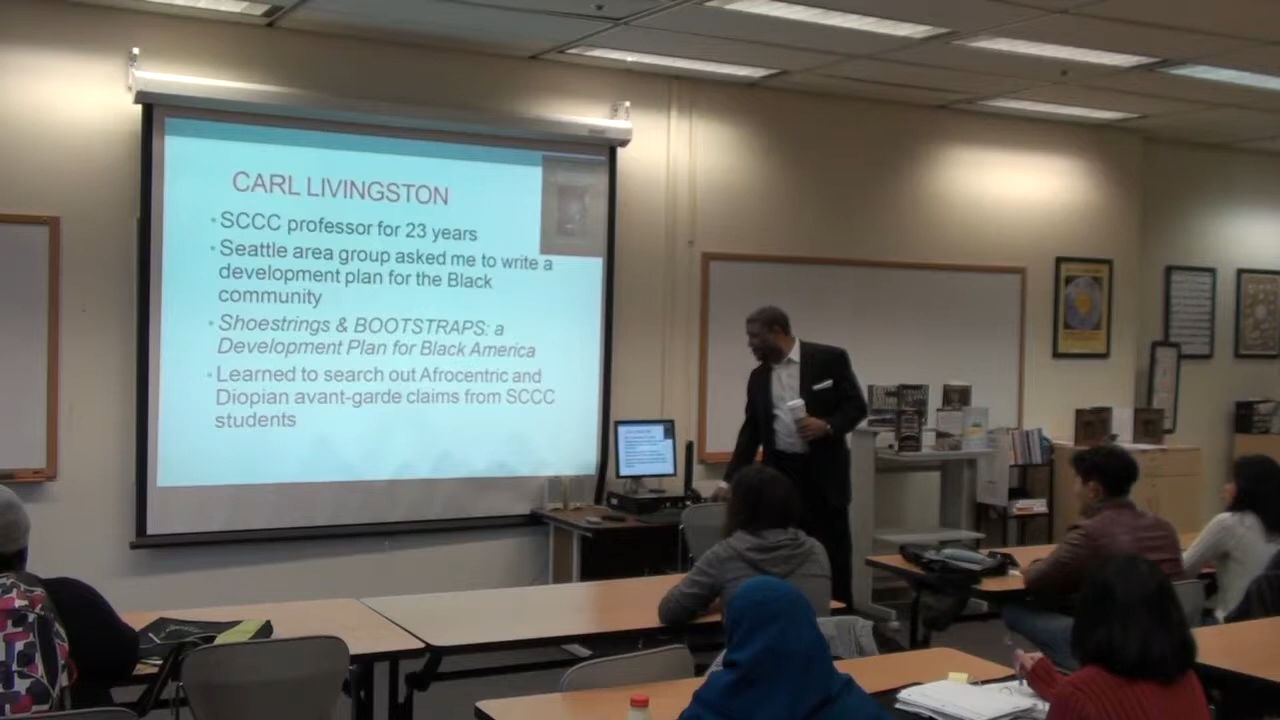 CARL LIVINGSTON
SCCC professor for 23 years
Seattle area group asked me to write a
development plan for the Black
community
Shoestrings & BOOTSTRAPS: a
Development Plan for Black America
Learned to search out Afrocentric and
Diopian avant-garde claims from SCCC
students